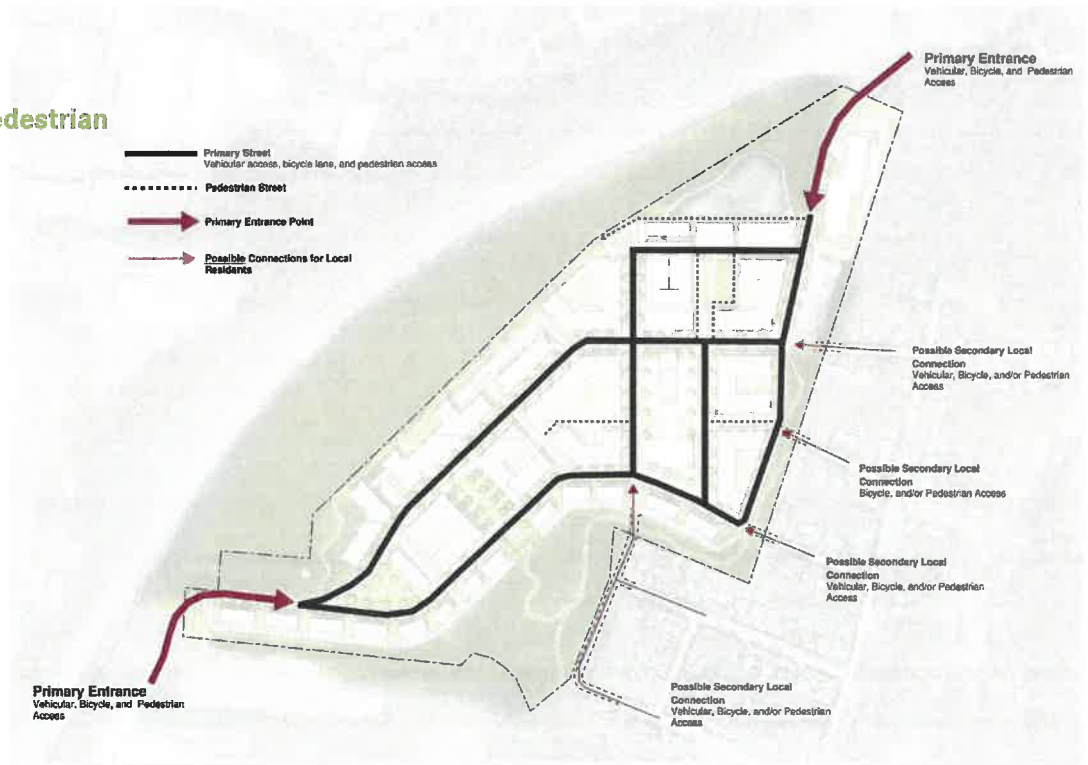 edestrian
Primary Street
Vehicular access, bicycle lane, and pedestrian access
Pedestrian Street
Primary Entrance Point
Possible Connections for Local
Residents
Primary Entrance
Vehicular, Bicycle, and Pedestrian
Access
Possible Secondary Local
Connection
Vehicular, Bicycle, and/or Pedestrian
Access
Possible Secondary Local
Connection
Bicycle, and/or Pedestrian Access
Possible Secondary Local
Connection
Vehicular, Bicycle, and/or Pedestrian
Access
Possible Secondary Local
Connection
Vehicular, Bicycle, and/or Pedestrian
Access
Primary Entrance
Vehicular, Bicycle, and Pedestrian
Access